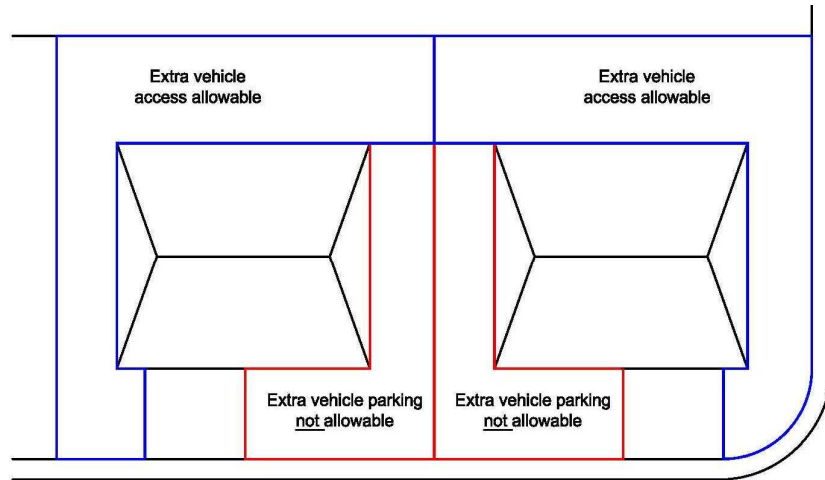 Extra vehicle
access allowable
Extra vehicle
access allowable
Extra vehicle parking
not allowable
Extra vehicle parking
not allowable